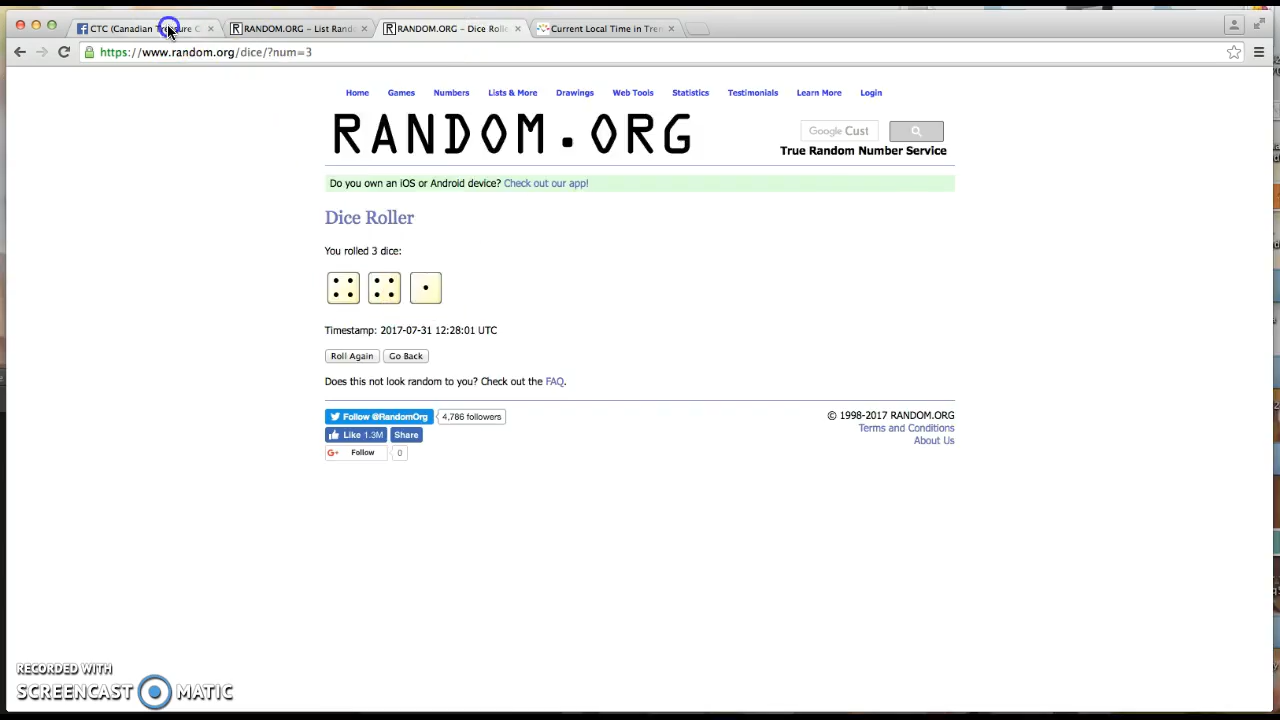 CTC (Canadian Treasure C
RANDOM.ORG - List Rand
RANDOM.ORG - Dice Rolle
Current Local Time in Tren
https://www.random.org/dice/?num=3
Home Games Numbers Lists & More Drawings Web Tools Statistics Testimonials Learn More Login
RANDOM.ORG
Google Cust
True Random Number Service
Do you own an iOS or Android device? Check out our app!
Dice Roller
You rolled 3 dice:
Timestamp: 2017-07-31 12:28:01 UTC
Roll Again Go Back
Does this not look random to you? Check out the FAQ.
Follow @RandomOrg 4,786 followers
Like 1.3M Share
G+ Follow 0
© 1998-2017 RANDOM.ORG
Terms and Conditions
About Us
RECORDED WITH
SCREENCAST MATIC